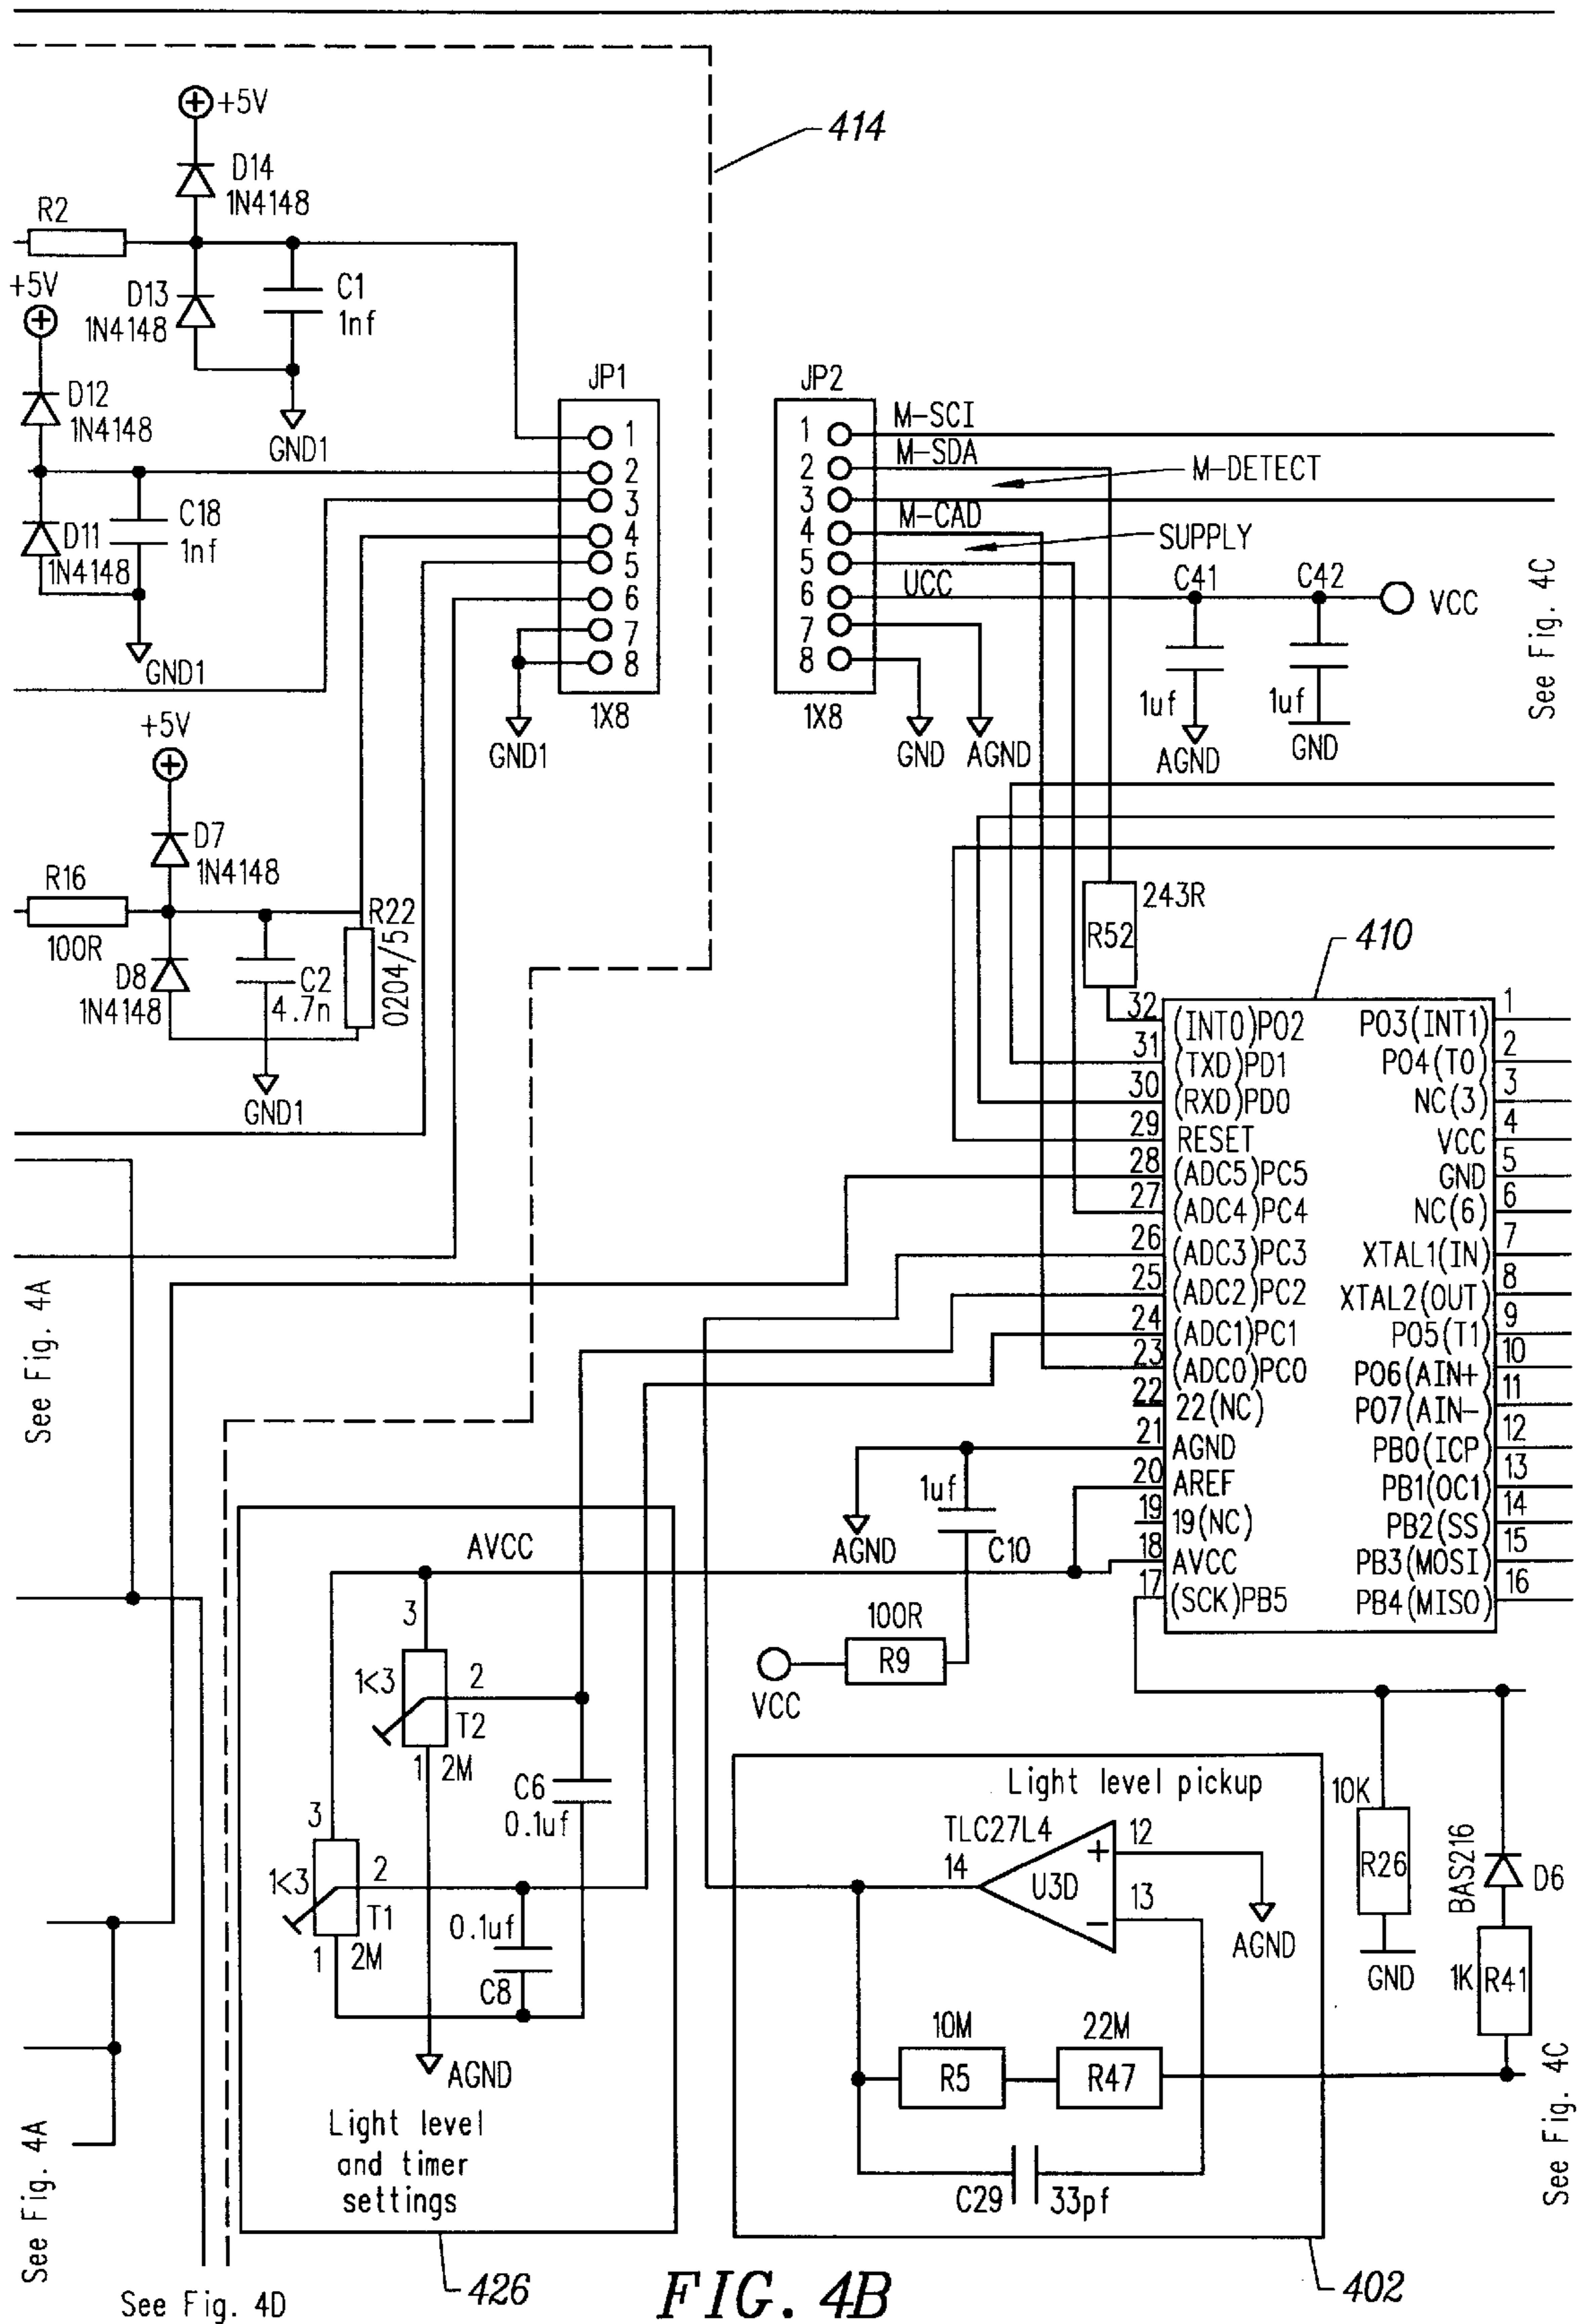 +5V
414
D14
1N4148
R2
+5V
D13
1N4148
C1
1nf
D12
1N4148
GND1
JP1
JP2
1
2
3
4
5
6
7
8
1
2
3
4
5
6
7
8
M-SCI
M-SDA
M-DETECT
M-CAD
SUPPLY
UCC
C41
C42
VCC
C18
1nf
D11
1N4148
GND1
1X8
1X8
GND1
GND
AGND
1uf
AGND
1uf
GND
See Fig. 4C
+5V
D7
1N4148
R16
100R
R22
0204/5
D8
1N4148
C2
4.7n
GND1
243R
R52
410
32 (INT0)PO2
31 (TXD)PD1
30 (RXD)PD0
29 RESET
28 (ADC5)PC5
27 (ADC4)PC4
26 (ADC3)PC3
25 (ADC2)PC2
24 (ADC1)PC1
23 (ADC0)PC0
22 22(NC)
21 AGND
20 AREF
19 19(NC)
18 AVCC
17 (SCK)PB5
PO3(INT1) 1
PO4(T0) 2
NC(3) 3
VCC 4
GND 5
NC(6) 6
XTAL1(IN) 7
XTAL2(OUT) 8
PO5(T1) 9
PO6(AIN+) 10
PO7(AIN-) 11
PB0(ICP) 12
PB1(OC1) 13
PB2(SS) 14
PB3(MOSI) 15
PB4(MISO) 16
See Fig. 4A
AGND
1uf
C10
100R
R9
VCC
AVCC
3
1<3
2
T2
1
2M
C6
0.1uf
3
1<3
2
T1
1
2M
0.1uf
C8
AGND
Light level
and timer
settings
426
Light level pickup
TLC27L4
14
U3D
+
12
-
13
AGND
10M
R5
22M
R47
C29
33pf
402
10K
R26
GND
BAS216
D6
1K
R41
See Fig. 4C
See Fig. 4A
See Fig. 4D
FIG. 4B